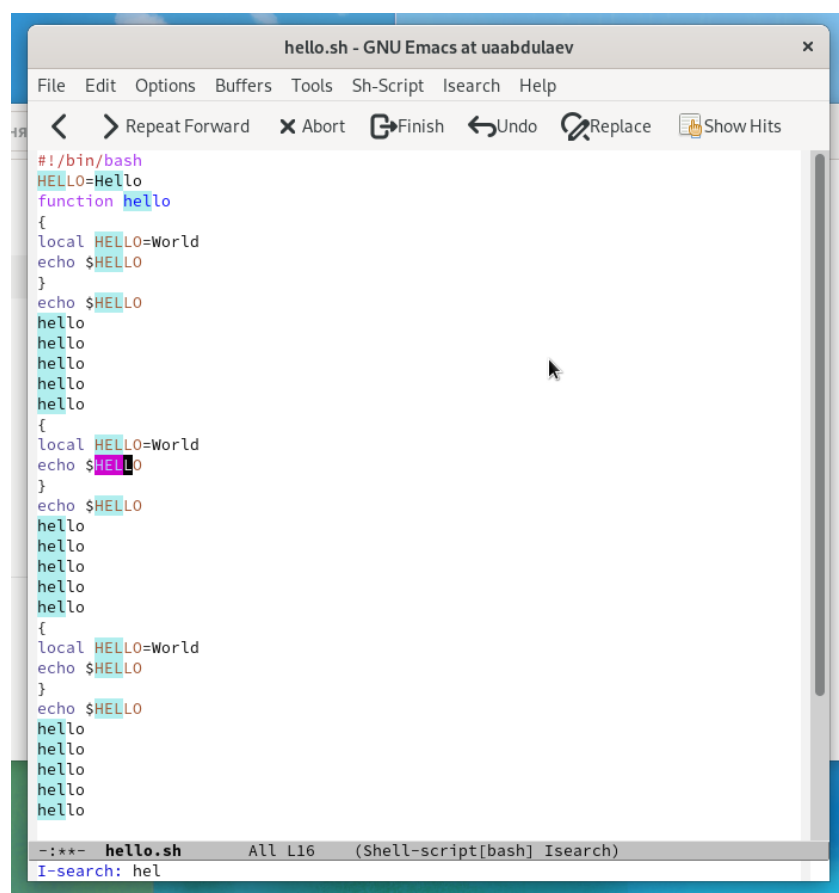 hello.sh - GNU Emacs at uaabdulaev ×
File Edit Options Buffers Tools Sh-Script Isearch Help
Repeat Forward Abort Finish Undo Replace Show Hits
ня
#!/bin/bash
HELLO=Hello
function hello
{
local HELLO=World
echo $HELLO
}
echo $HELLO
hello
hello
hello
hello
hello
{
local HELLO=World
echo $HELLO
}
echo $HELLO
hello
hello
hello
hello
hello
{
local HELLO=World
echo $HELLO
}
echo $HELLO
hello
hello
hello
hello
hello
-:**- hello.sh All L16 (Shell-script[bash] Isearch)
I-search: hel